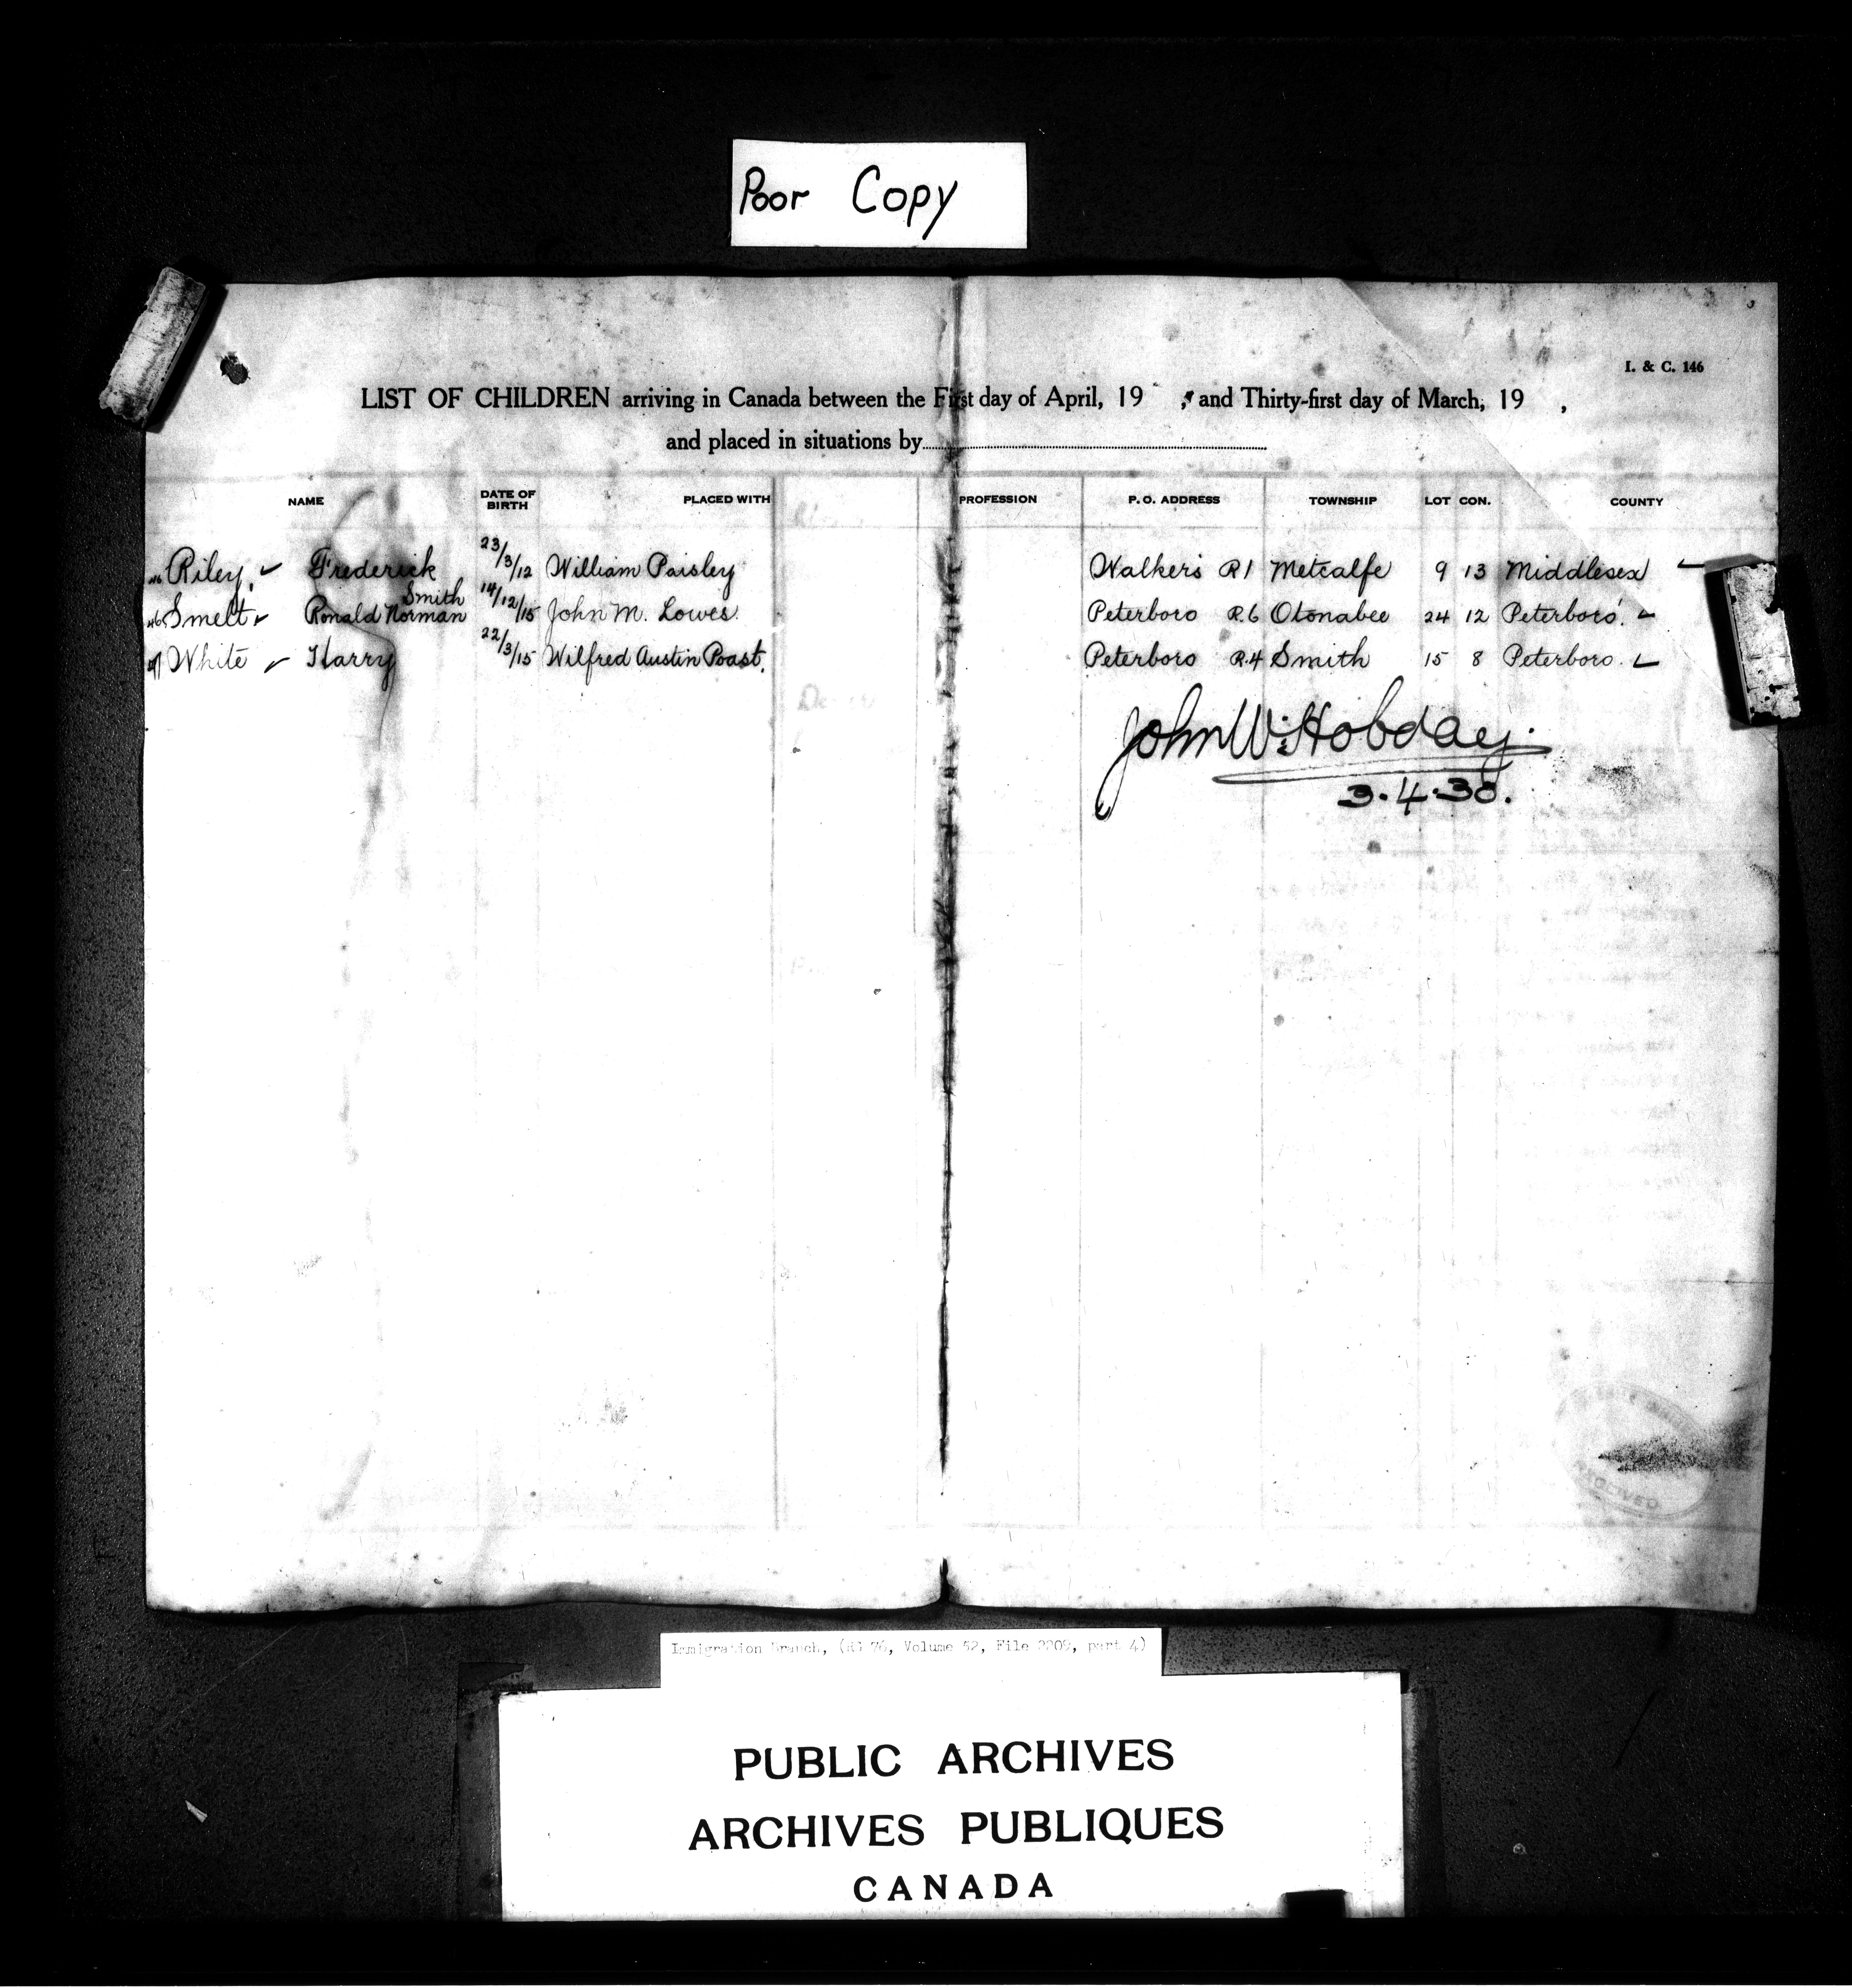 Poor Copy
I. & C. 146
LIST OF CHILDREN arriving in Canada between the First day of April, 19 , and Thirty-first day of March, 19 ,
and placed in situations by
NAME DATE OF BIRTH PLACED WITH PROFESSION P. O. ADDRESS TOWNSHIP LOT CON. COUNTY
Riley, Frederick 23/3/12 William Paisley Walkers R1 Metcalfe 9 13 Middlesex
Smelt Ronald Norman Smith 14/12/15 John M. Lowes. Peterboro R.6 Otonabee 24 12 Peterboro'.
White Harry 22/3/15 Wilfred Austin Poast. Peterboro R.4 Smith 15 8 Peterboro.
John W. Hobday.
3.4.30.
RECEIVED
Immigration Branch, (RG 76, Volume 52, File 2209, part 4)
PUBLIC ARCHIVES
ARCHIVES PUBLIQUES
CANADA